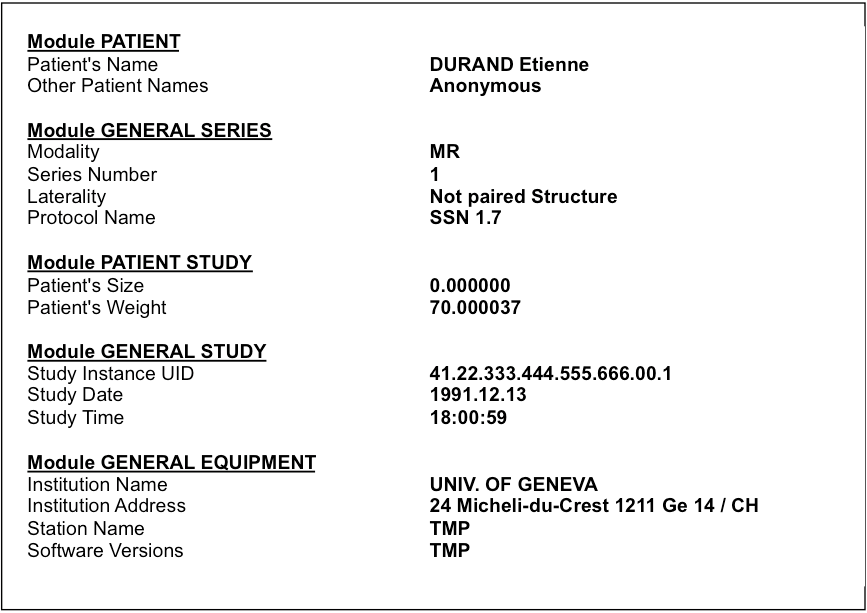 Module PATIENT
Patient's Name DURAND Etienne
Other Patient Names Anonymous
Module GENERAL SERIES
Modality MR
Series Number 1
Laterality Not paired Structure
Protocol Name SSN 1.7
Module PATIENT STUDY
Patient's Size 0.000000
Patient's Weight 70.000037
Module GENERAL STUDY
Study Instance UID 41.22.333.444.555.666.00.1
Study Date 1991.12.13
Study Time 18:00:59
Module GENERAL EQUIPMENT
Institution Name UNIV. OF GENEVA
Institution Address 24 Micheli-du-Crest 1211 Ge 14 / CH
Station Name TMP
Software Versions TMP